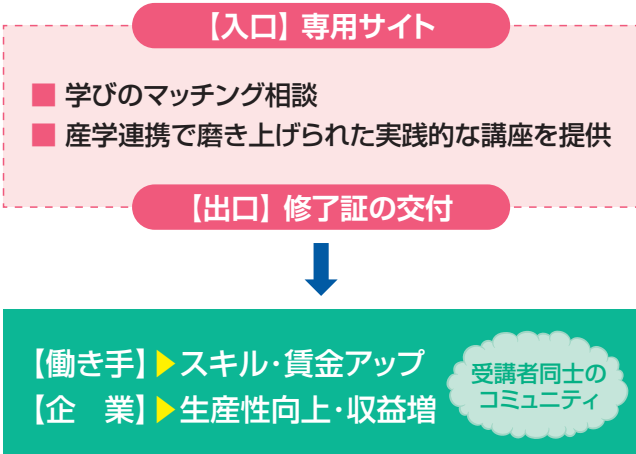 【入口】専用サイト
■ 学びのマッチング相談
■ 産学連携で磨き上げられた実践的な講座を提供
【出口】修了証の交付
【働き手】▶スキル・賃金アップ
【企　業】▶生産性向上・収益増
受講者同士の
コミュニティ